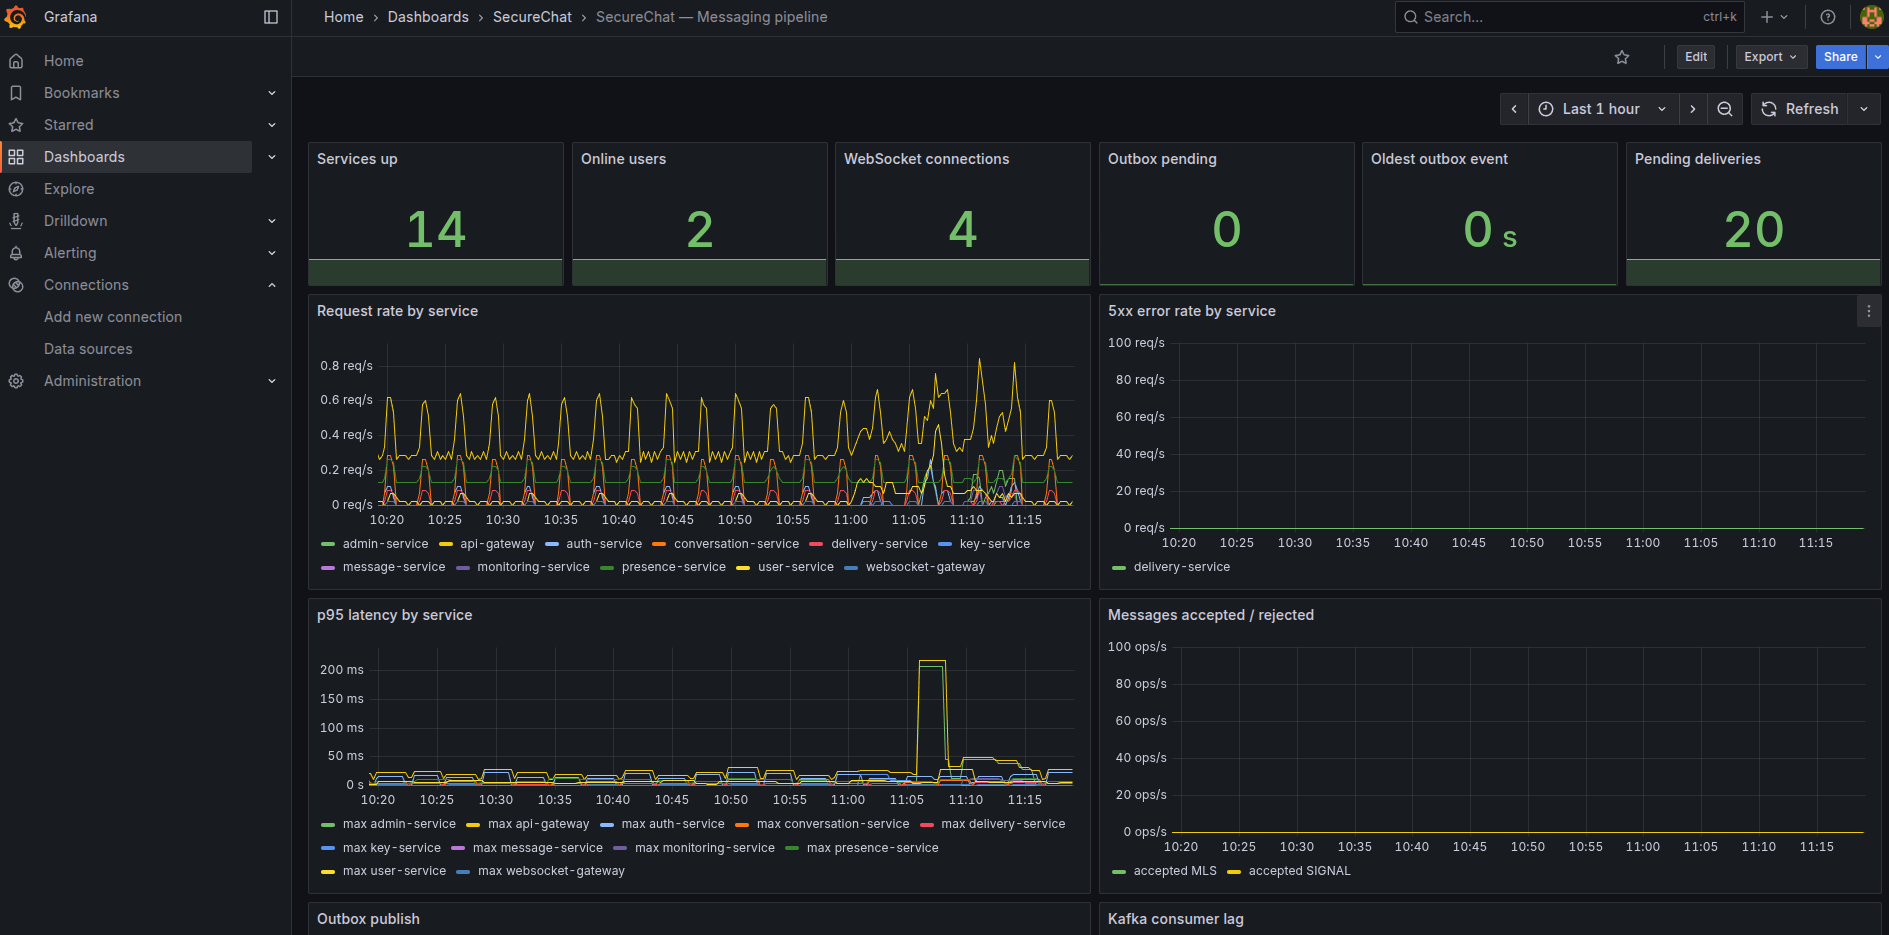 Grafana
Home › Dashboards › SecureChat › SecureChat — Messaging pipeline
Search... ctrl+k
Edit
Export
Share
Home
Bookmarks
Starred
Dashboards
Explore
Drilldown
Alerting
Connections
Add new connection
Data sources
Administration
Last 1 hour
Refresh
Services up
14
Online users
2
WebSocket connections
4
Outbox pending
0
Oldest outbox event
0 s
Pending deliveries
20
Request rate by service
0.8 req/s
0.6 req/s
0.4 req/s
0.2 req/s
0 req/s
10:20 10:25 10:30 10:35 10:40 10:45 10:50 10:55 11:00 11:05 11:10 11:15
admin-service api-gateway auth-service conversation-service delivery-service key-service
message-service monitoring-service presence-service user-service websocket-gateway
5xx error rate by service
100 req/s
80 req/s
60 req/s
40 req/s
20 req/s
0 req/s
10:20 10:25 10:30 10:35 10:40 10:45 10:50 10:55 11:00 11:05 11:10 11:15
delivery-service
p95 latency by service
200 ms
150 ms
100 ms
50 ms
0 s
10:20 10:25 10:30 10:35 10:40 10:45 10:50 10:55 11:00 11:05 11:10 11:15
max admin-service max api-gateway max auth-service max conversation-service max delivery-service
max key-service max message-service max monitoring-service max presence-service
max user-service max websocket-gateway
Messages accepted / rejected
100 ops/s
80 ops/s
60 ops/s
40 ops/s
20 ops/s
0 ops/s
10:20 10:25 10:30 10:35 10:40 10:45 10:50 10:55 11:00 11:05 11:10 11:15
accepted MLS accepted SIGNAL
Outbox publish
Kafka consumer lag